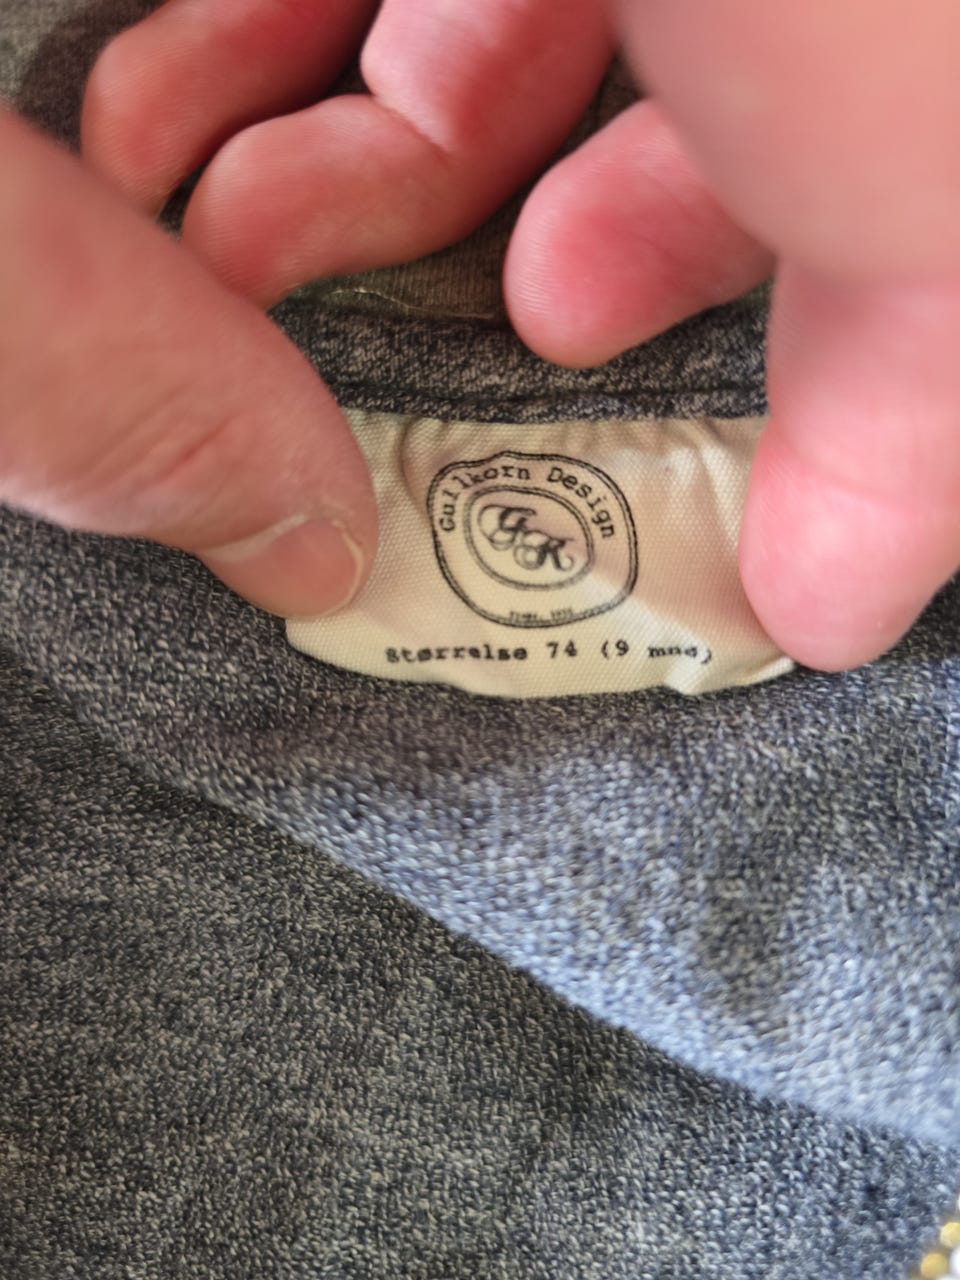 Gullkorn Design
GK
Størrelse 74 (9 mnd)